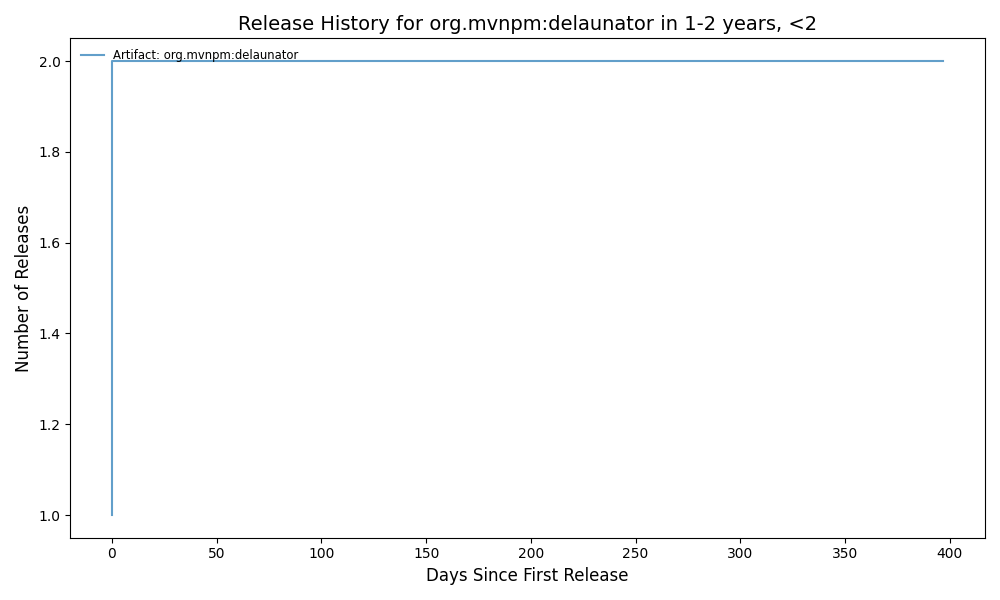 Release History for org.mvnpm:delaunator in 1-2 years, <2
Artifact: org.mvnpm:delaunator
Number of Releases
2.0
1.8
1.6
1.4
1.2
1.0
0 50 100 150 200 250 300 350 400
Days Since First Release